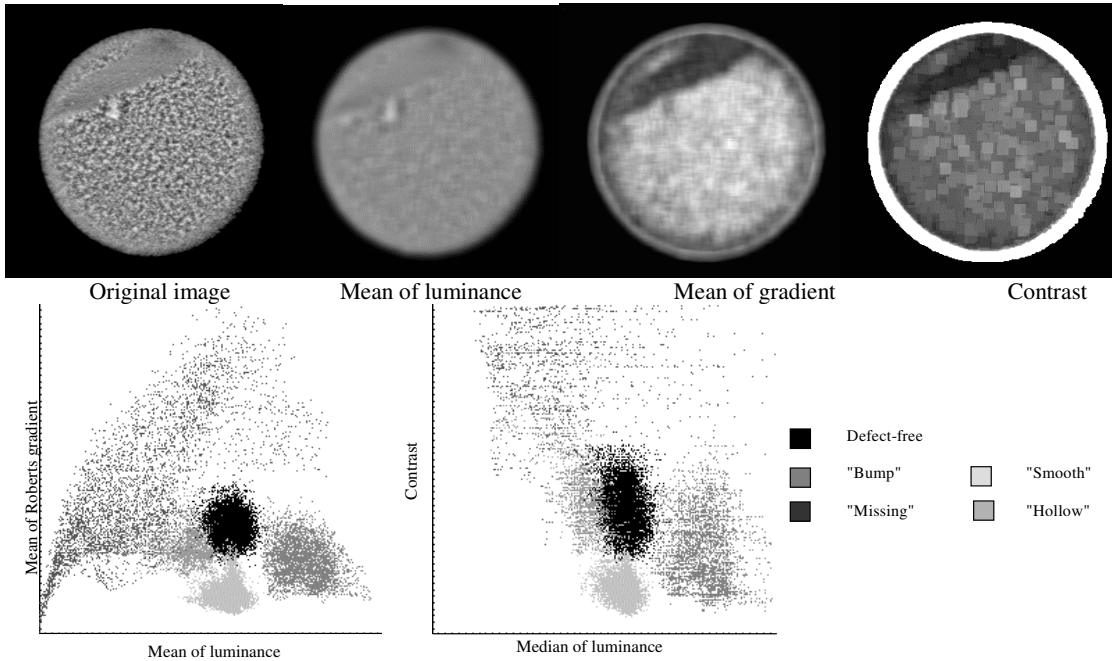 Original image
Mean of luminance
Mean of gradient
Contrast
Mean of Roberts gradient
Mean of luminance
Contrast
Median of luminance
Defect-free
"Bump"
"Smooth"
"Missing"
"Hollow"